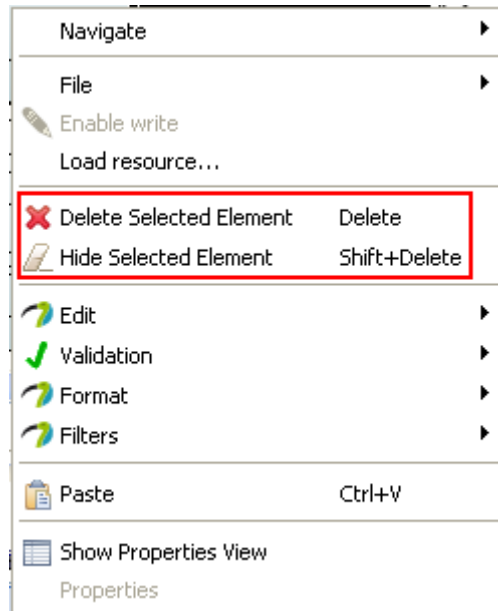 Navigate
File
Enable write
Load resource...
Delete Selected Element Delete
Hide Selected Element Shift+Delete
Edit
Validation
Format
Filters
Paste Ctrl+V
Show Properties View
Properties